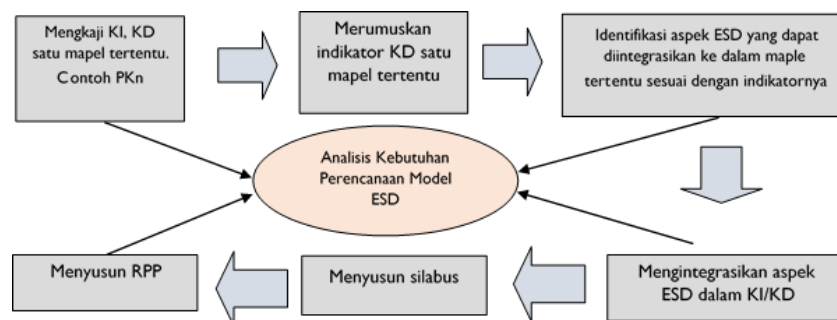 Mengkaji KI, KD
satu mapel tertentu.
Contoh PKn
Merumuskan
indikator KD satu
mapel tertentu
Identifikasi aspek ESD yang dapat
diintegrasikan ke dalam maple
tertentu sesuai dengan indikatornya
Analisis Kebutuhan
Perencanaan Model
ESD
Menyusun RPP
Menyusun silabus
Mengintegrasikan aspek
ESD dalam KI/KD